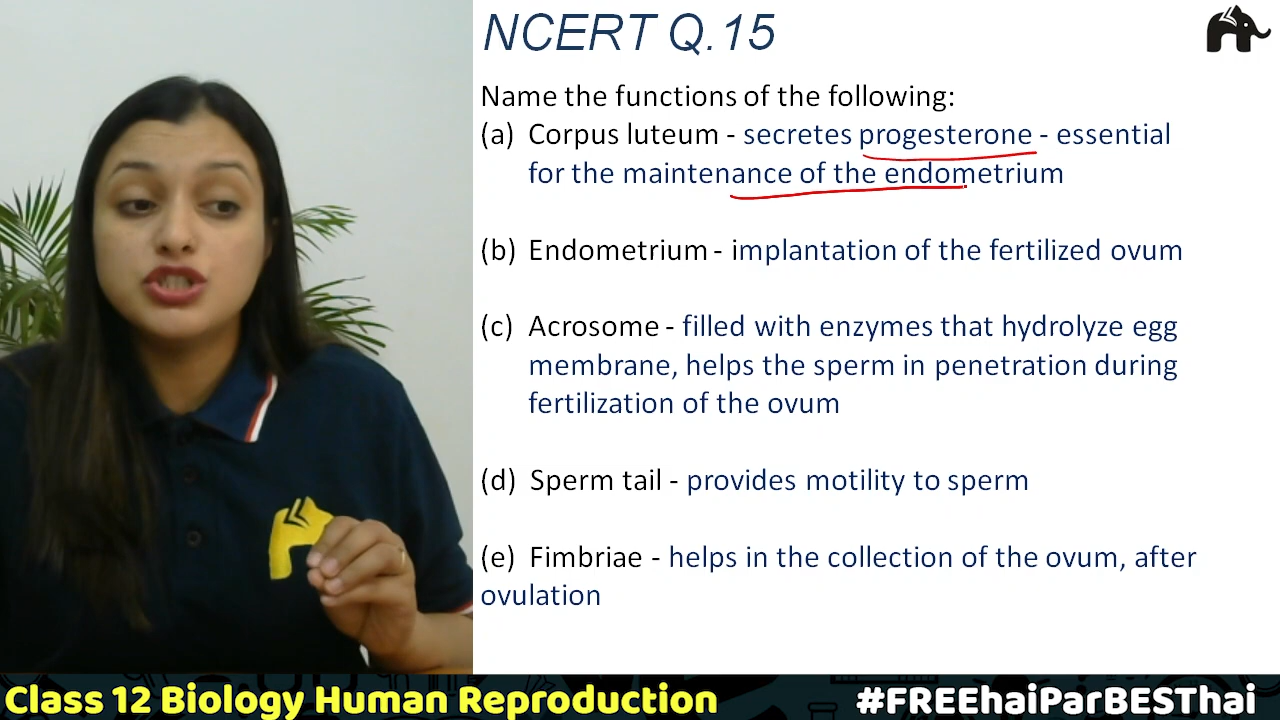 NCERT Q.15
Name the functions of the following:
(a) Corpus luteum - secretes progesterone - essential
for the maintenance of the endometrium
(b) Endometrium - implantation of the fertilized ovum
(c) Acrosome - filled with enzymes that hydrolyze egg
membrane, helps the sperm in penetration during
fertilization of the ovum
(d) Sperm tail - provides motility to sperm
(e) Fimbriae - helps in the collection of the ovum, after
ovulation
Class 12 Biology Human Reproduction
#FREEhaiParBESThai